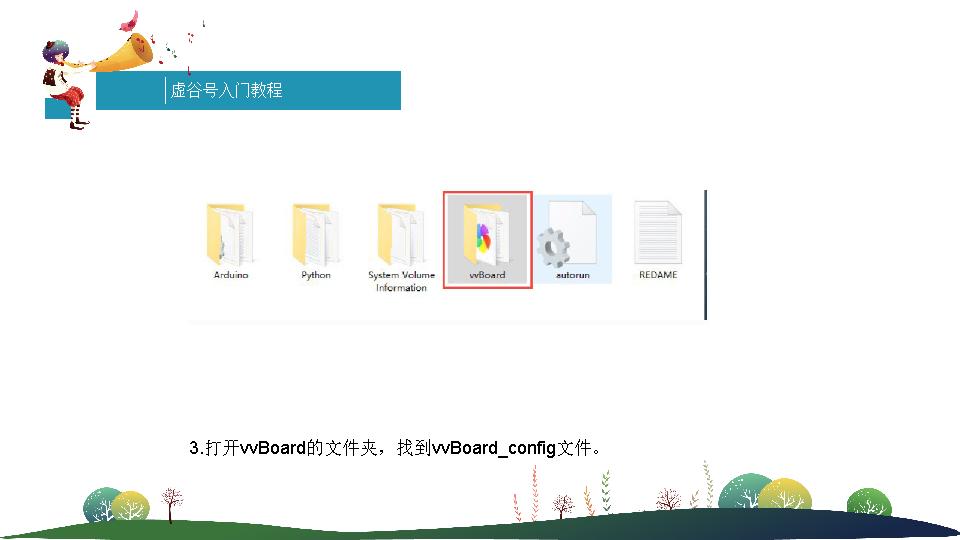 虚谷号入门教程
Arduino
Python
System Volume
Information
vvBoard
autorun
REDAME
3.打开vvBoard的文件夹，找到vvBoard_config文件。